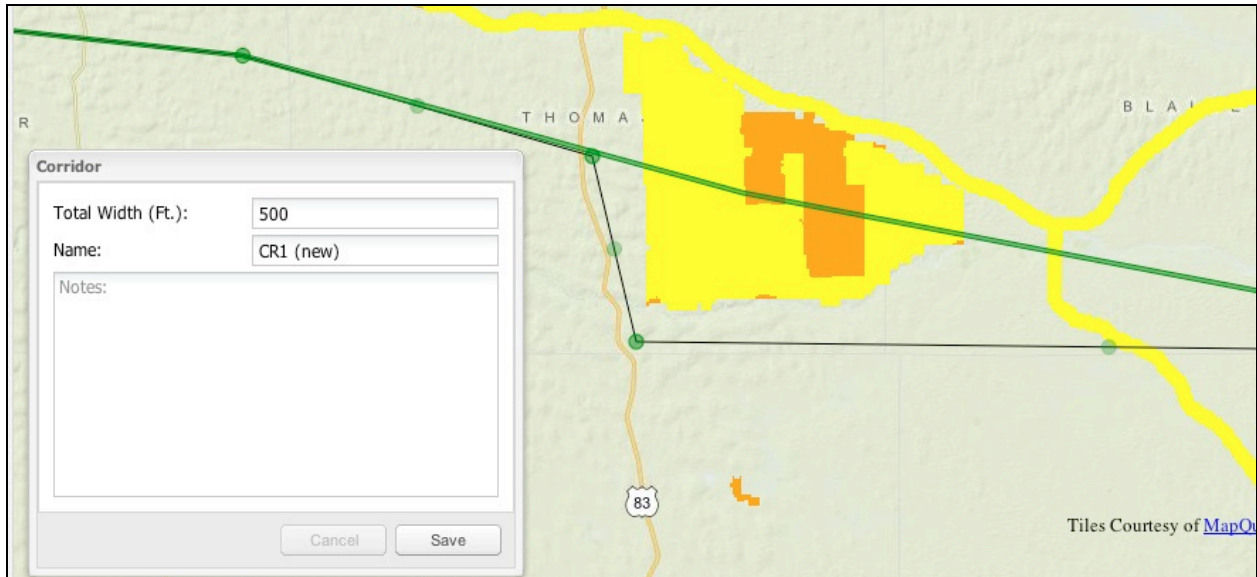 R
T H O M A
B L A
Corridor
Total Width (Ft.):
500
Name:
CR1 (new)
Notes:
83
Cancel
Save
Tiles Courtesy of MapQu